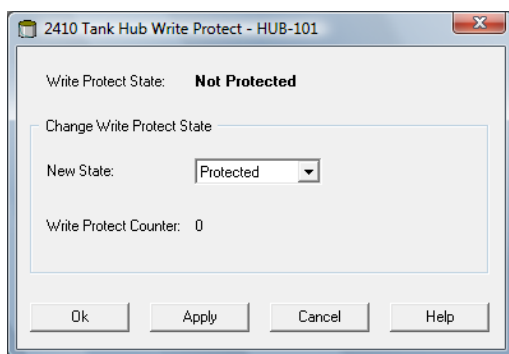 2410 Tank Hub Write Protect - HUB-101
Write Protect State: Not Protected
Change Write Protect State
New State: Protected
Write Protect Counter: 0
Ok Apply Cancel Help